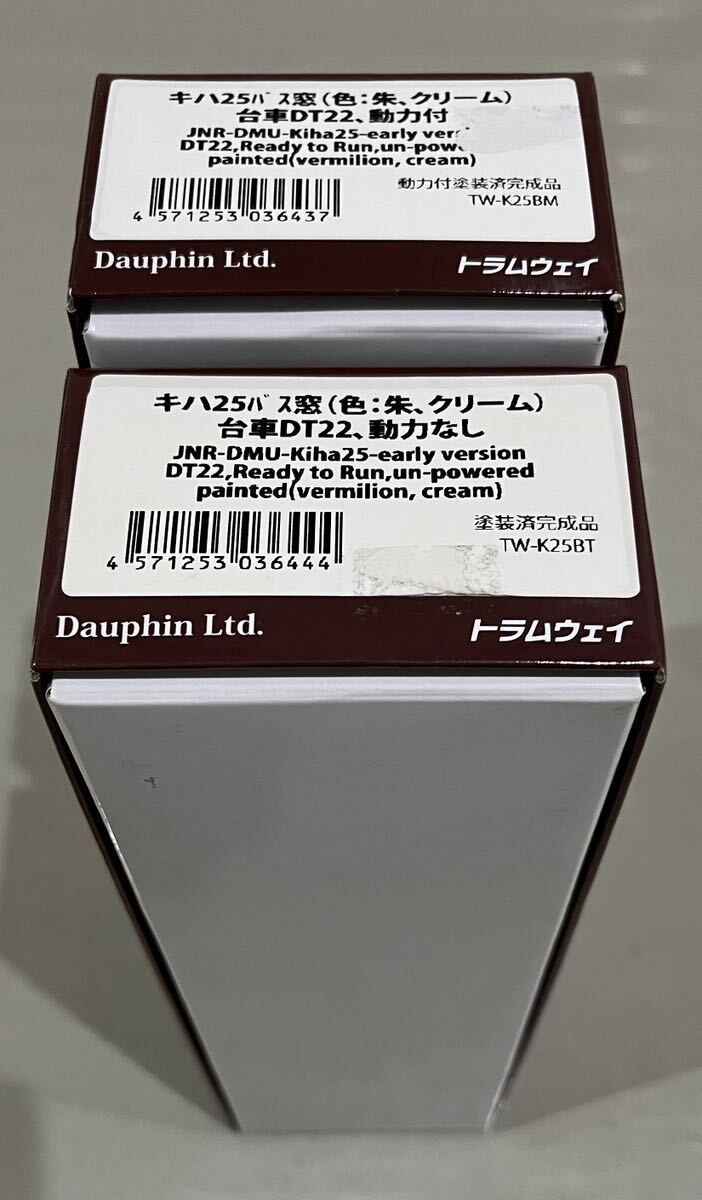 キハ25バス窓(色:朱、クリーム)
台車DT22、動力付
JNR-DMU-Kiha25-early
DT22,Ready to Run
painted(vermilion, cream)
4 571253 036437
動力付塗装済完成品
TW-K25BM
Dauphin Ltd.
トラムウェイ
キハ25バス窓(色:朱、クリーム)
台車DT22、動力なし
JNR-DMU-Kiha25-early version
DT22,Ready to Run,un-powered
painted(vermilion, cream)
4 571253 036444
塗装済完成品
TW-K25BT
Dauphin Ltd.
トラムウェイ